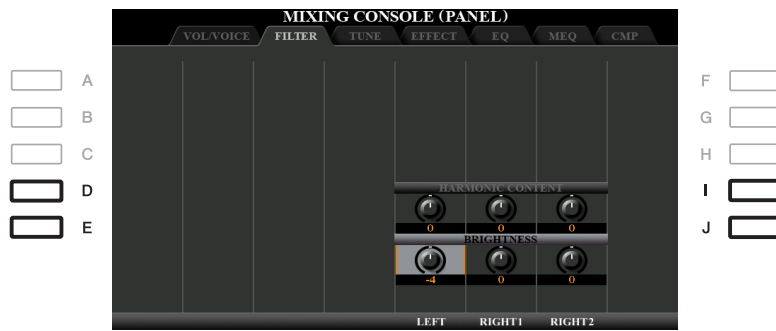 MIXING CONSOLE (PANEL)
VOL/VOICE FILTER TUNE EFFECT EQ MEQ CMP
A F
B G
C H
D I
E J
HARMONIC CONTENT
0 0 0
BRIGHTNESS
-4 0 0
LEFT RIGHT1 RIGHT2